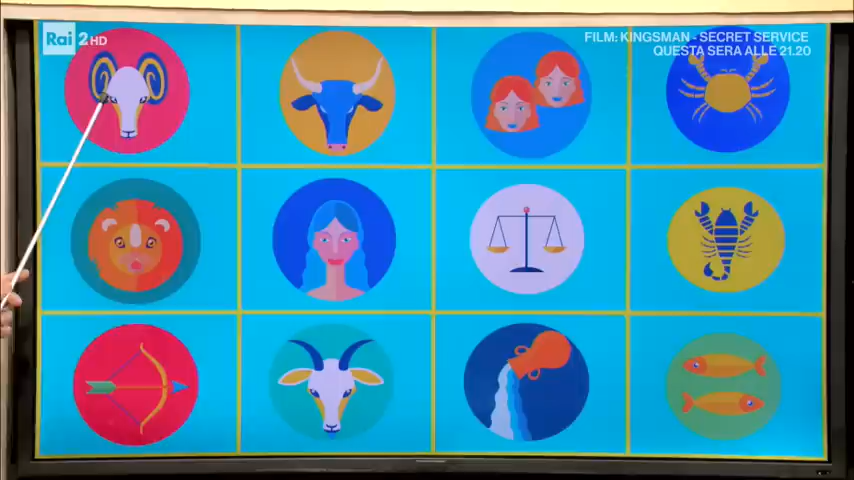 Rai 2HD
FILM: KINGSMAN - SECRET SERVICE
QUESTA SERA ALLE 21.20